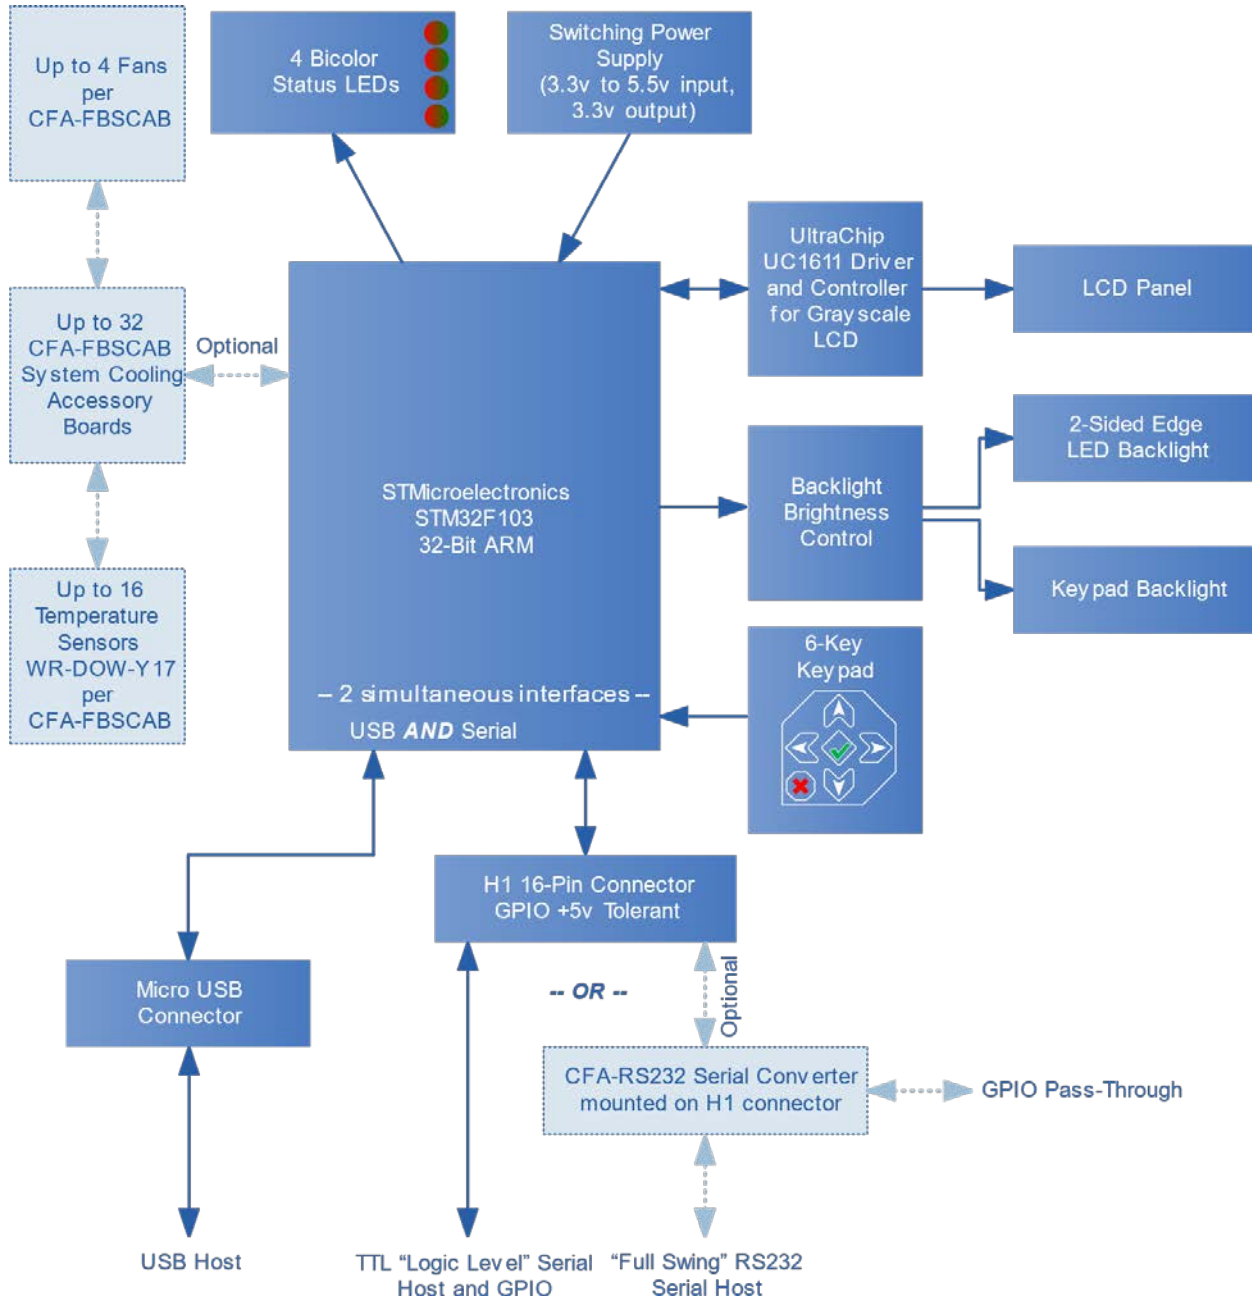 Up to 4 Fans
per
CFA-FBSCAB
4 Bicolor
Status LEDs
Switching Power
Supply
(3.3v to 5.5v input,
3.3v output)
UltraChip
UC1611 Driver
and Controller
for Grayscale
LCD
LCD Panel
Up to 32
CFA-FBSCAB
System Cooling
Accessory
Boards
Optional
2-Sided Edge
LED Backlight
STMicroelectronics
STM32F103
32-Bit ARM
Backlight
Brightness
Control
Keypad Backlight
Up to 16
Temperature
Sensors
WR-DOW-Y17
per
CFA-FBSCAB
6-Key
Keypad
-- 2 simultaneous interfaces --
USB AND Serial
H1 16-Pin Connector
GPIO +5v Tolerant
Micro USB
Connector
-- OR --
Optional
CFA-RS232 Serial Converter
mounted on H1 connector
GPIO Pass-Through
USB Host
TTL “Logic Level” Serial
Host and GPIO
“Full Swing” RS232
Serial Host